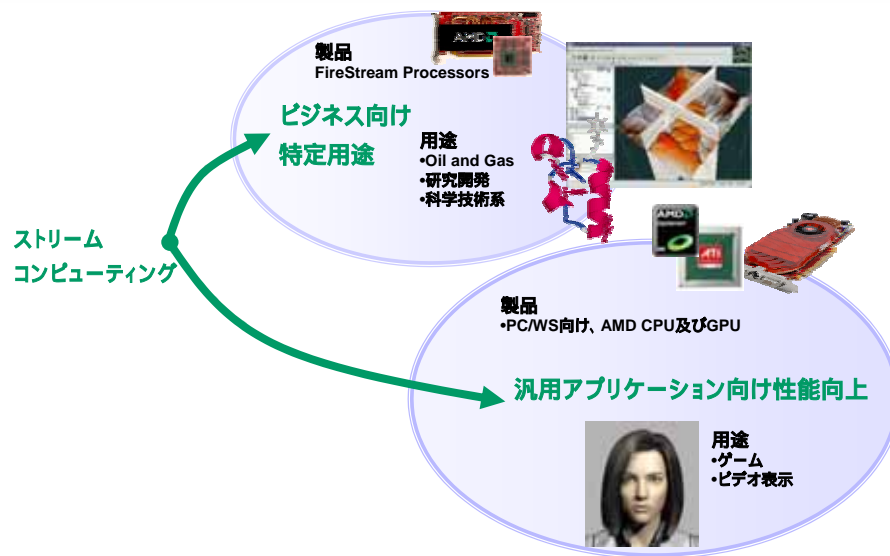 製品
FireStream Processors
AMD
ビジネス向け
特定用途
用途
•Oil and Gas
•研究開発
•科学技術系
ストリーム
コンピューティング
AMD
ATI
製品
•PC/WS向け、AMD CPU及びGPU
汎用アプリケーション向け性能向上
用途
•ゲーム
•ビデオ表示